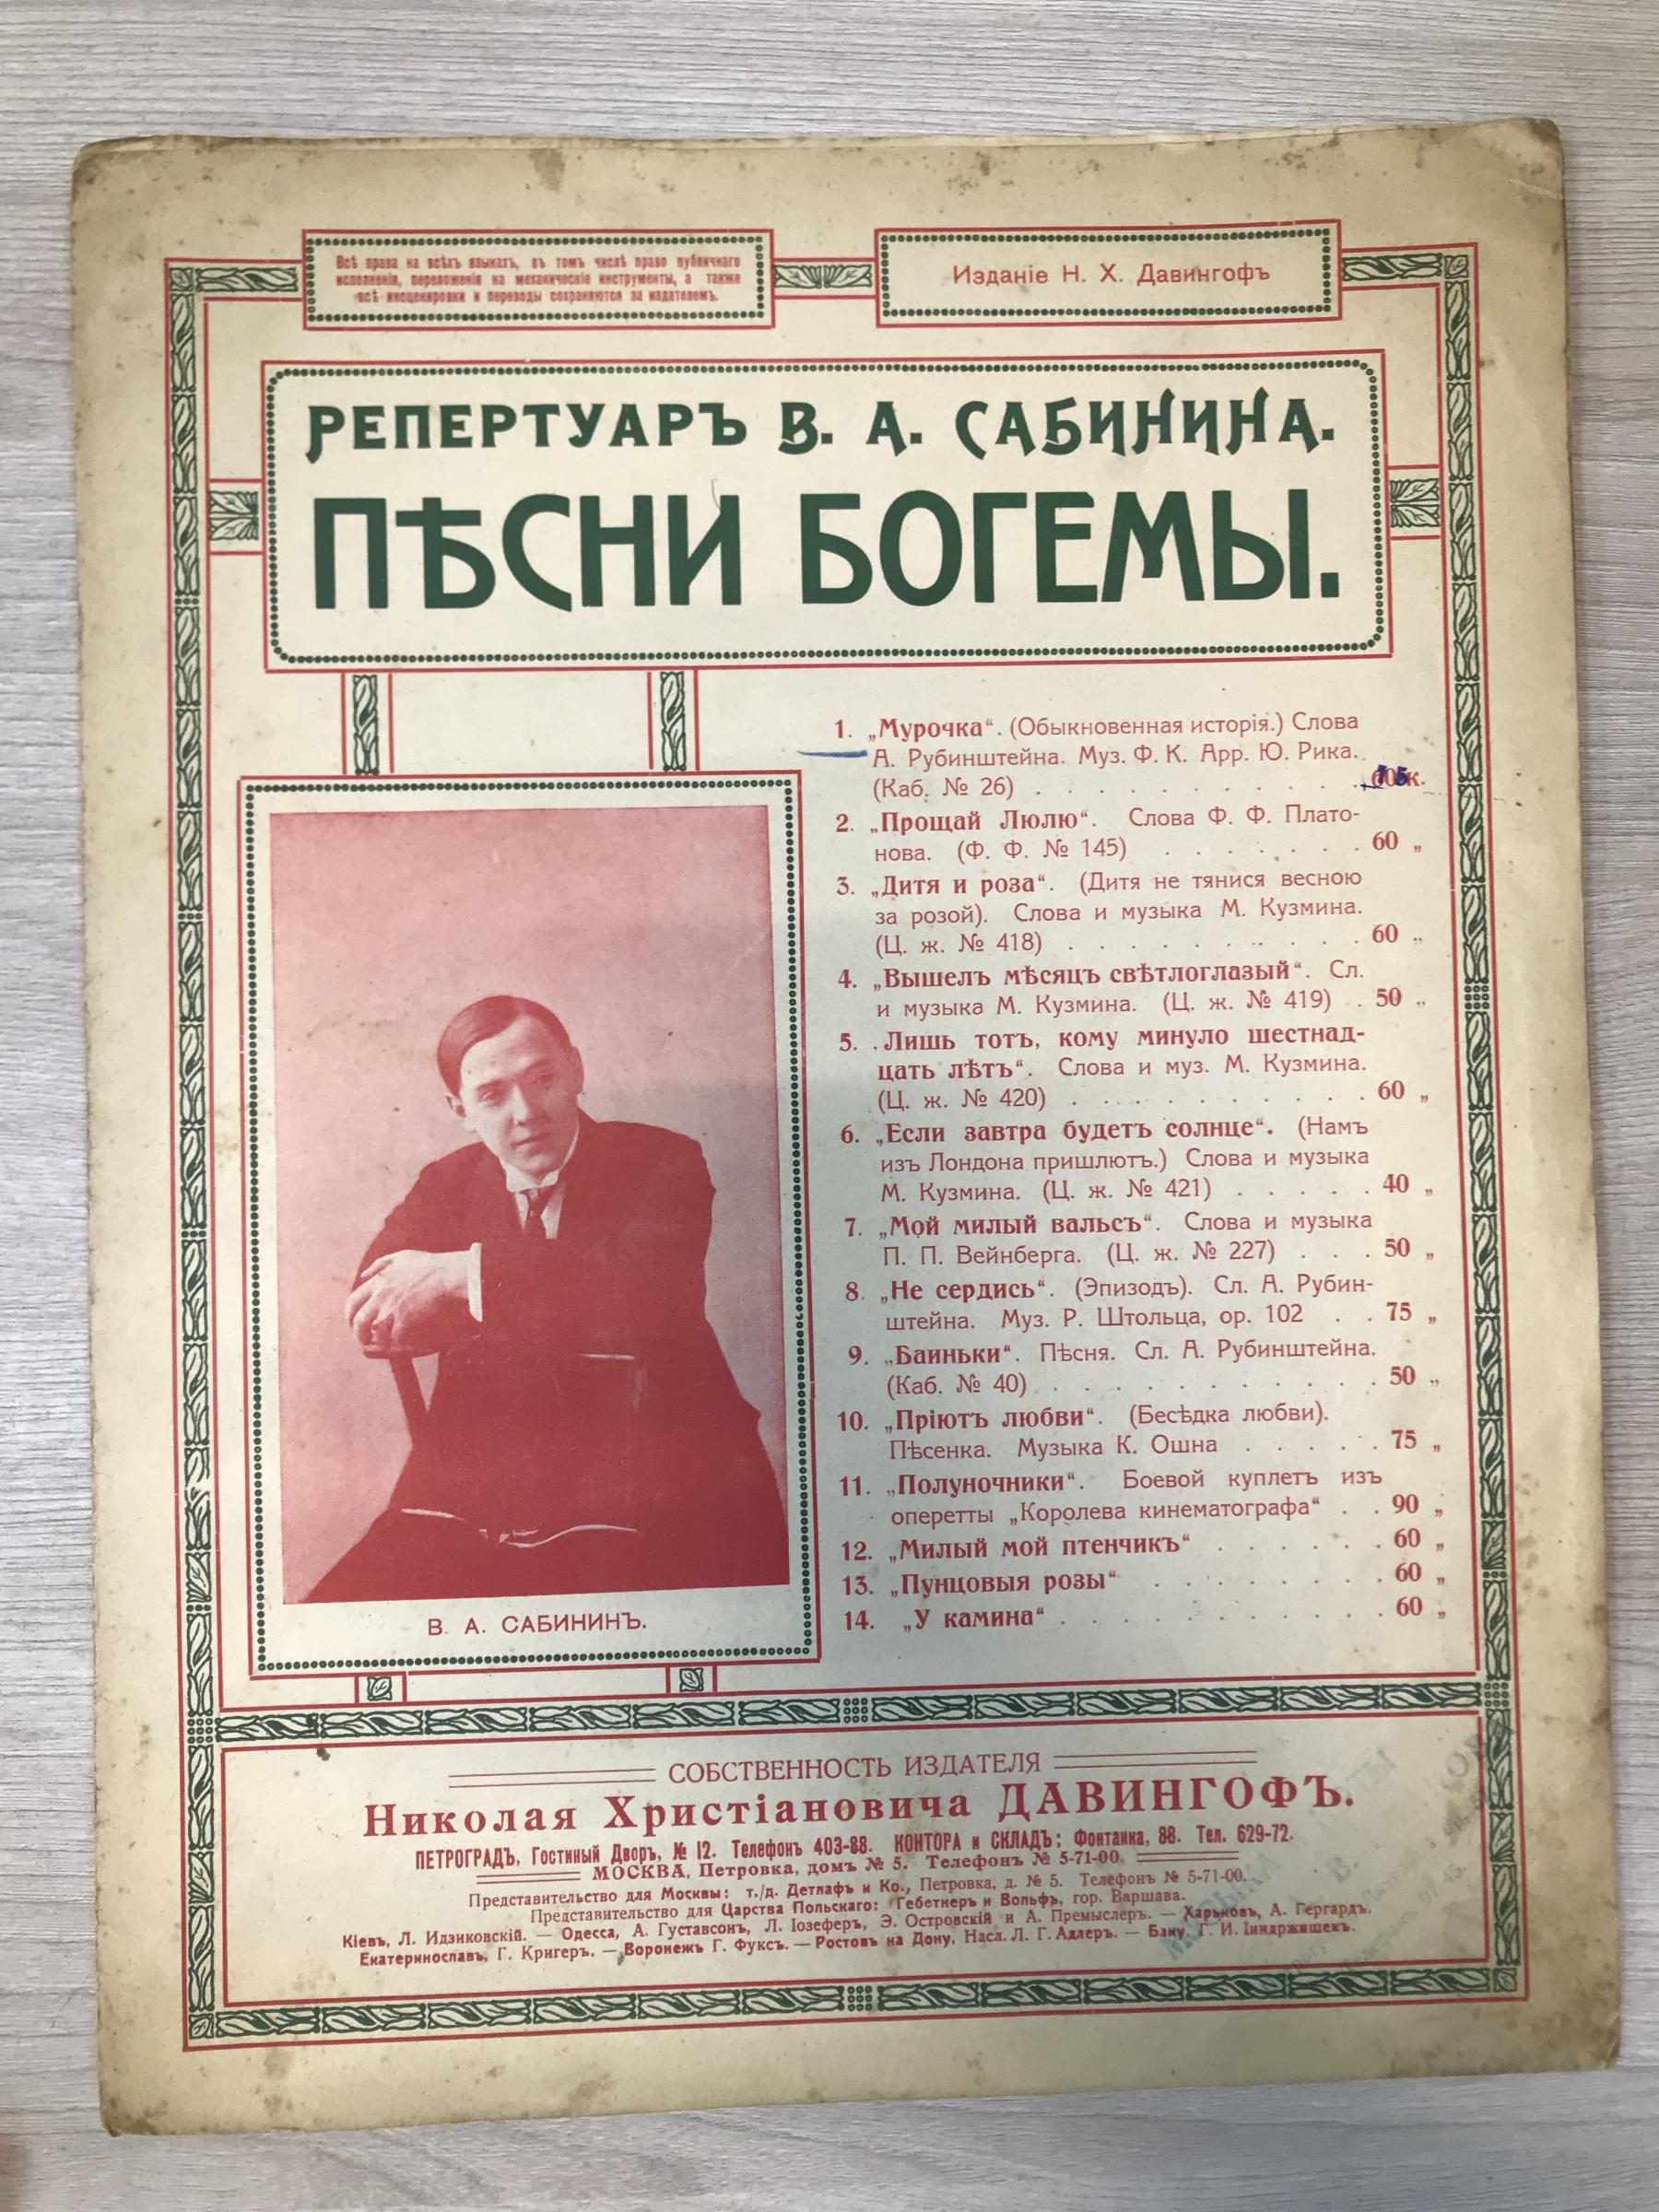 Всѣ права на всѣхъ языкахъ, въ томъ числѣ право публичнаго
исполненія, переложенія на механическіе инструменты, а также
всѣ инсценировки и переводы сохраняются за издателемъ.
Изданіе Н. Х. Давингофъ
РЕПЕРТУАРЪ В. А. САБИНИНА.
ПѢСНИ БОГЕМЫ.
1. „Мурочка“. (Обыкновенная исторія.) Слова
А. Рубинштейна. Муз. Ф. К. Арр. Ю. Рика.
(Каб. № 26) . . . . . . . . . . . 60 к.
75
2. „Прощай Люлю“. Слова Ф. Ф. Плато-
нова. (Ф. Ф. № 145) . . . . . . . 60 „
3. „Дитя и роза“. (Дитя не тянися весною
за розой). Слова и музыка М. Кузмина.
(Ц. ж. № 418) . . . . . . . . . . 60 „
4. „Вышелъ мѣсяцъ свѣтлоглазый“. Сл.
и музыка М. Кузмина. (Ц. ж. № 419) . . 50 „
5. „Лишь тотъ, кому минуло шестнад-
цать лѣтъ“. Слова и муз. М. Кузмина.
(Ц. ж. № 420) . . . . . . . . . . 60 „
6. „Если завтра будетъ солнце“. (Намъ
изъ Лондона пришлютъ.) Слова и музыка
М. Кузмина. (Ц. ж. № 421) . . . . . 40 „
7. „Мой милый вальсъ“. Слова и музыка
П. П. Вейнберга. (Ц. ж. № 227) . . . 50 „
8. „Не сердись“. (Эпизодъ). Сл. А. Рубин-
штейна. Муз. Р. Штольца, ор. 102 . . 75 „
9. „Баиньки“. Пѣсня. Сл. А. Рубинштейна.
(Каб. № 40) . . . . . . . . . . . 50 „
10. „Пріютъ любви“. (Бесѣдка любви).
Пѣсенка. Музыка К. Ошна . . . . . 75 „
11. „Полуночники“. Боевой куплетъ изъ
оперетты „Королева кинематографа“ . . 90 „
12. „Милый мой птенчикъ“ . . . . . . 60 „
13. „Пунцовыя розы“ . . . . . . . . 60 „
14. „У камина“ . . . . . . . . . . . 60 „
В. А. САБИНИНЪ.
СОБСТВЕННОСТЬ ИЗДАТЕЛЯ
Николая Христіановича ДАВИНГОФЪ.
ПЕТРОГРАДЪ, Гостиный Дворъ, № 12. Телефонъ 403-88. КОНТОРА и СКЛАДЪ: Фонтанка, 88. Тел. 629-72.
МОСКВА, Петровка, домъ № 5. Телефонъ № 5-71-00.
Представительство для Москвы: т./д. Детлафъ и Ко., Петровка, д. № 5. Телефонъ № 5-71-00.
Представительство для Царства Польскаго: Гебетнеръ и Вольфъ, гор. Варшава.
Кіевъ, Л. Идзиковскій. — Одесса, А. Густавсонъ, Л. Іозеферъ, Э. Островскій и А. Премыслеръ. — Харьковъ, А. Гергардъ.
Екатеринославъ, Г. Кригеръ. — Воронежъ Г. Фуксъ. — Ростовъ на Дону, Насл. Л. Г. Адлеръ. — Баку, Г. И. Іиндржишекъ.